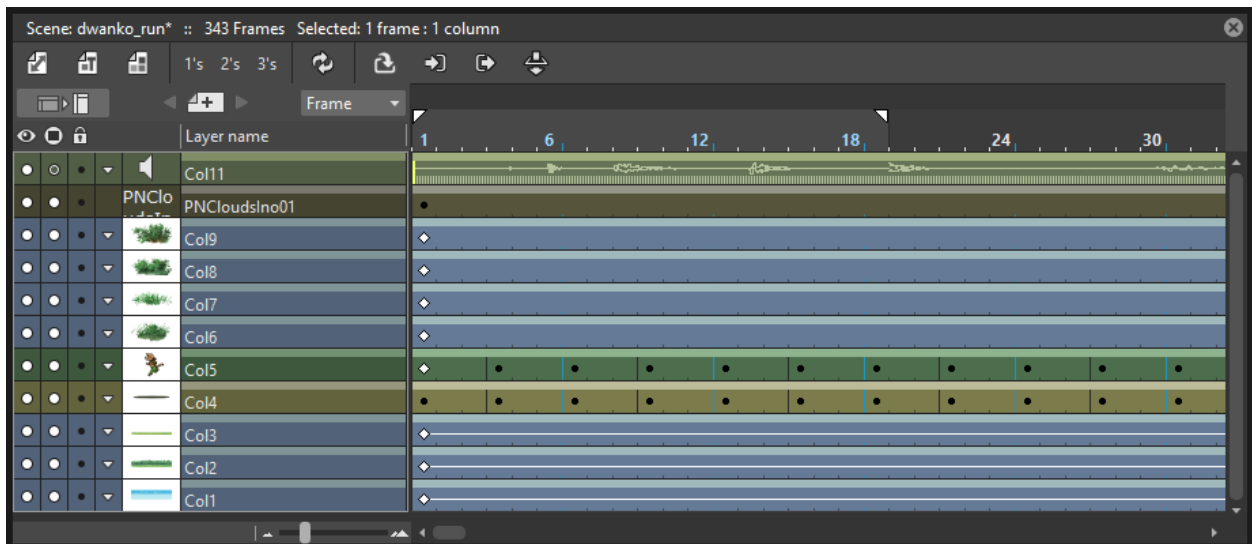 Scene: dwanko_run* :: 343 Frames Selected: 1 frame : 1 column
1's 2's 3's
Frame
Layer name 1 6 12 18 24 30
Col11
PNClo PNCloudsIno01
Col9
Col8
Col7
Col6
Col5
Col4
Col3
Col2
Col1